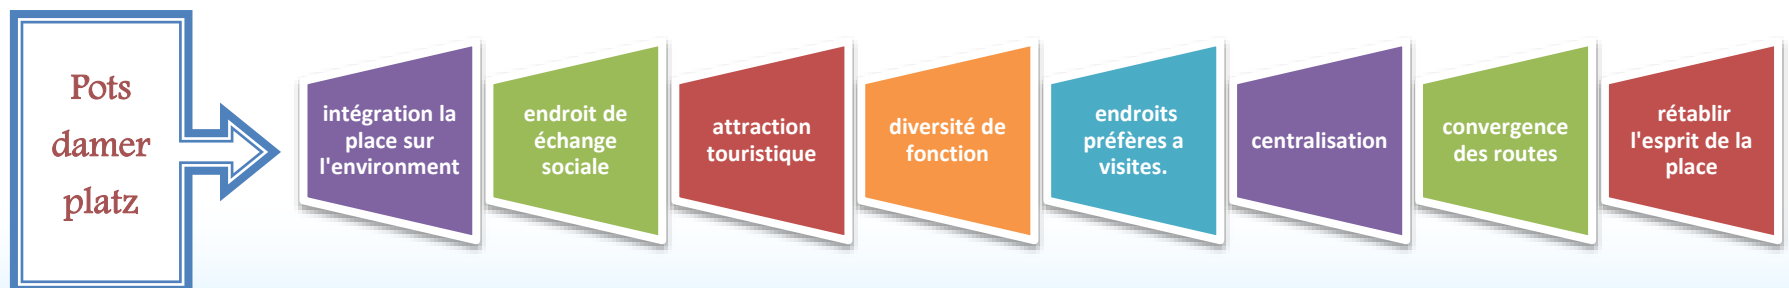 Pots
damer
platz
intégration la
place sur
l'environment
endroit de
échange
sociale
attraction
touristique
diversité de
fonction
endroits
préfères a
visites.
centralisation
convergence
des routes
rétablir
l'esprit de la
place